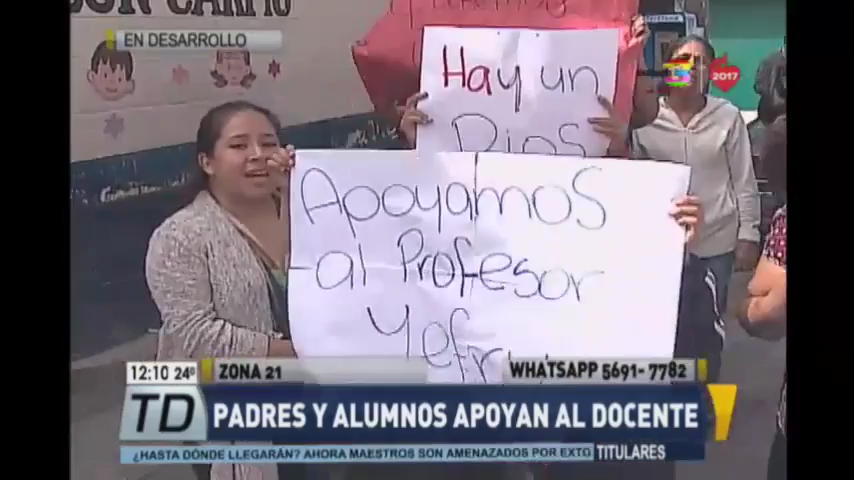 EN DESARROLLO
2017
Hay un
Dios
Apoyamos
al Profesor
12:10 24°
ZONA 21
WHATSAPP 5691-7782
TD
PADRES Y ALUMNOS APOYAN AL DOCENTE
¿HASTA DÓNDE LLEGARÁN? AHORA MAESTROS SON AMENAZADOS POR EXTO
TITULARES